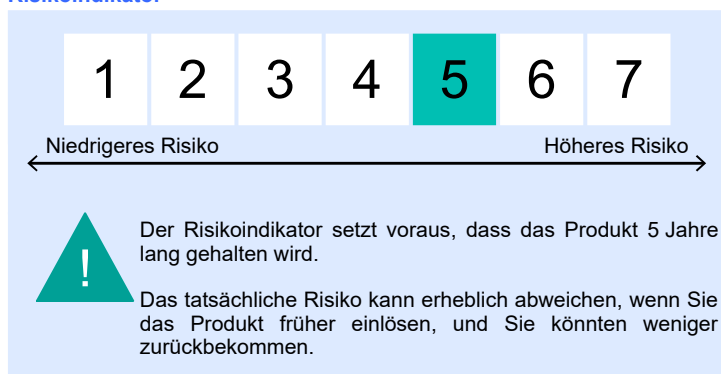 Risikoindikator
1 2 3 4 5 6 7
Niedrigeres Risiko Höheres Risiko
!
Der Risikoindikator setzt voraus, dass das Produkt 5 Jahre
lang gehalten wird.
Das tatsächliche Risiko kann erheblich abweichen, wenn Sie
das Produkt früher einlösen, und Sie könnten weniger
zurückbekommen.